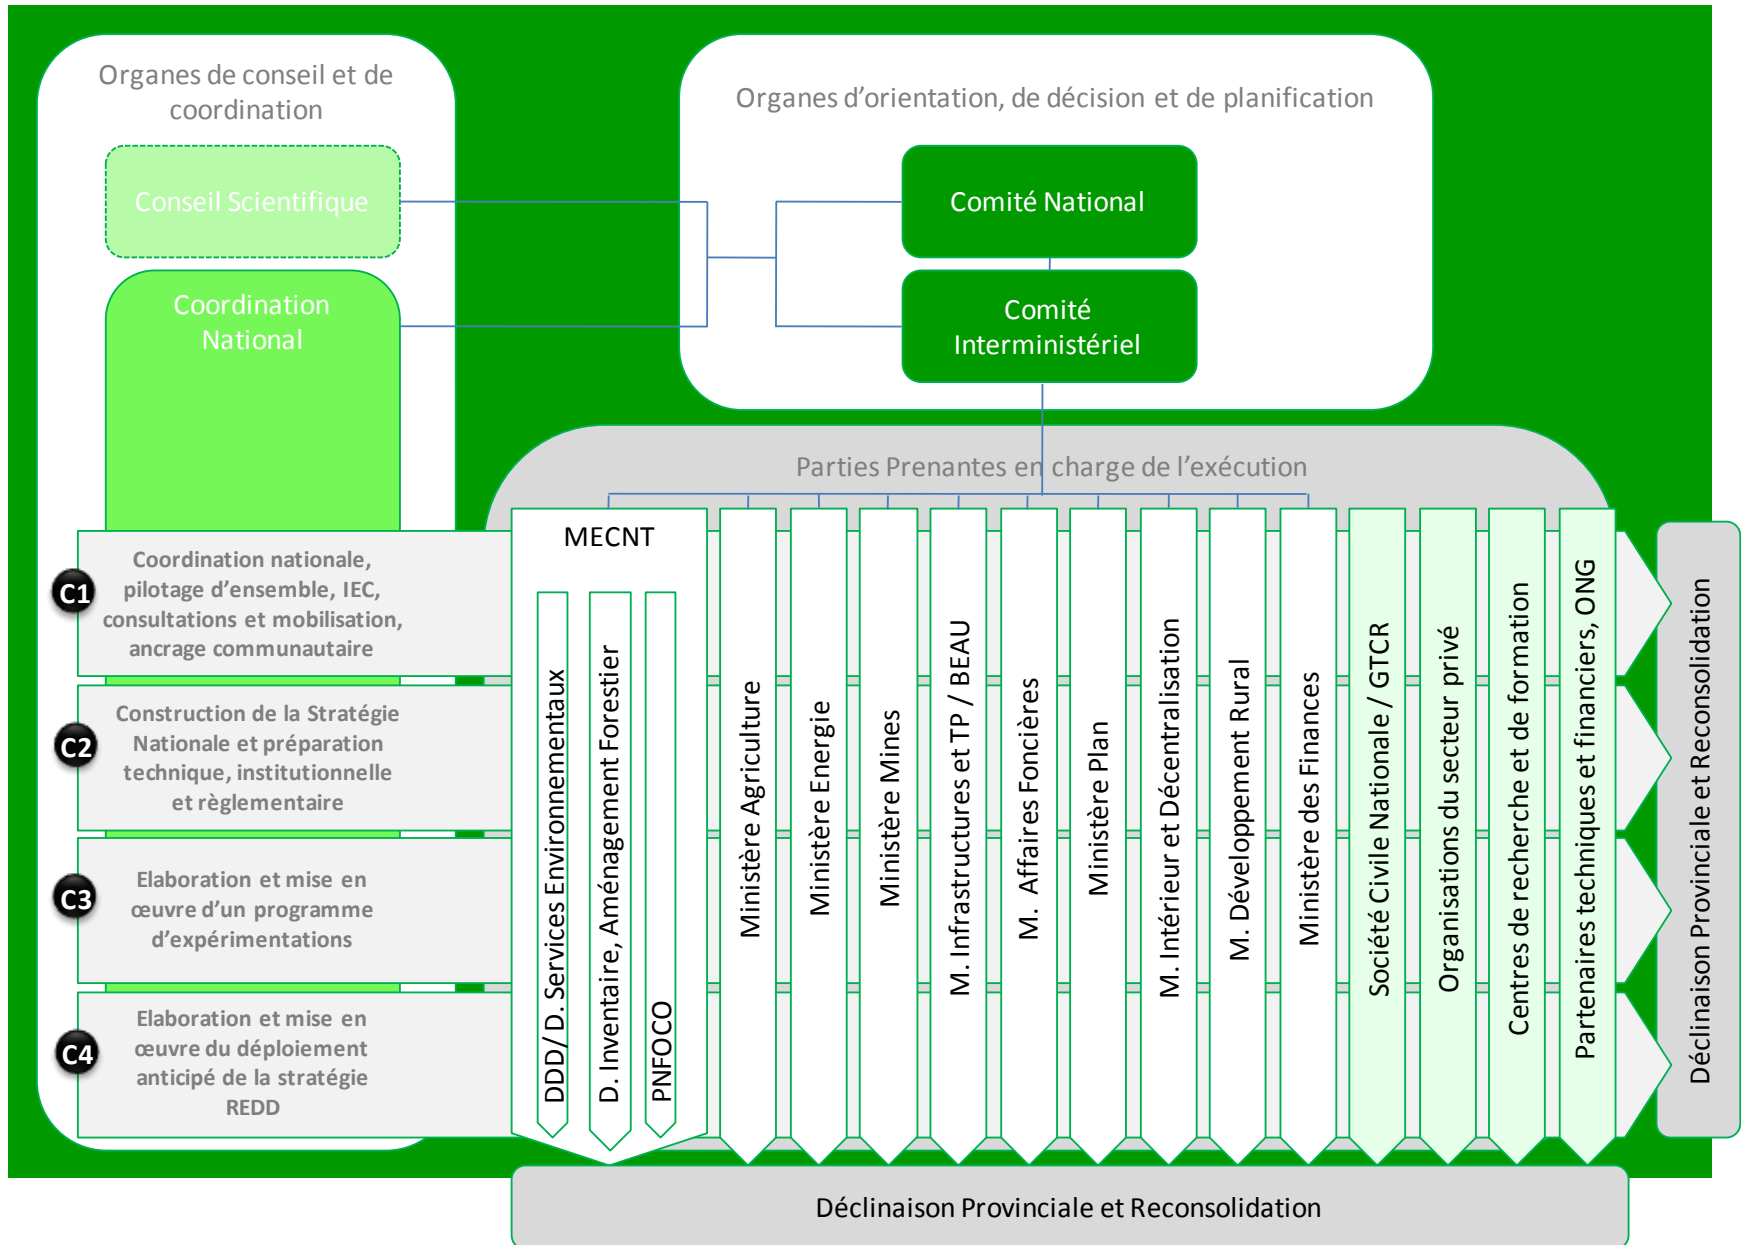 Organes de conseil et de
coordination
Conseil Scientifique
Coordination
National
Organes d’orientation, de décision et de planification
Comité National
Comité
Interministériel
Parties Prenantes en charge de l’exécution
C1
Coordination nationale,
pilotage d’ensemble, IEC,
consultations et mobilisation,
ancrage communautaire
C2
Construction de la Stratégie
Nationale et préparation
technique, institutionnelle
et règlementaire
C3
Elaboration et mise en
œuvre d’un programme
d’expérimentations
C4
Elaboration et mise en
œuvre du déploiement
anticipé de la stratégie
REDD
MECNT
DDD/ D. Services Environnementaux
D. Inventaire, Aménagement Forestier
PNFOCO
Ministère Agriculture
Ministère Energie
Ministère Mines
M. Infrastructures et TP / BEAU
M. Affaires Foncières
Ministère Plan
M. Intérieur et Décentralisation
M. Développement Rural
Ministère des Finances
Société Civile Nationale / GTCR
Organisations du secteur privé
Centres de recherche et de formation
Partenaires techniques et financiers, ONG
Déclinaison Provinciale et Reconsolidation
Déclinaison Provinciale et Reconsolidation